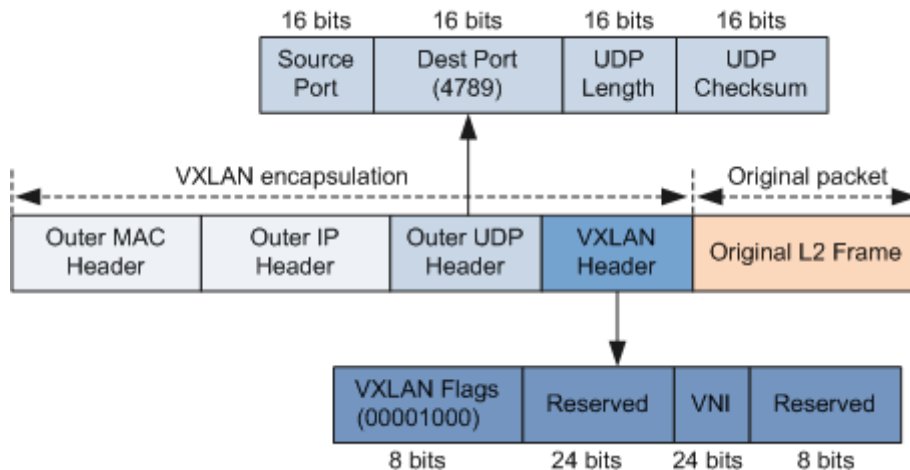 16 bits 16 bits 16 bits 16 bits
Source Dest Port UDP UDP
Port (4789) Length Checksum
VXLAN encapsulation Original packet
Outer MAC Outer IP Outer UDP VXLAN Original L2 Frame
Header Header Header Header
VXLAN Flags Reserved VNI Reserved
(00001000)
8 bits 24 bits 24 bits 8 bits